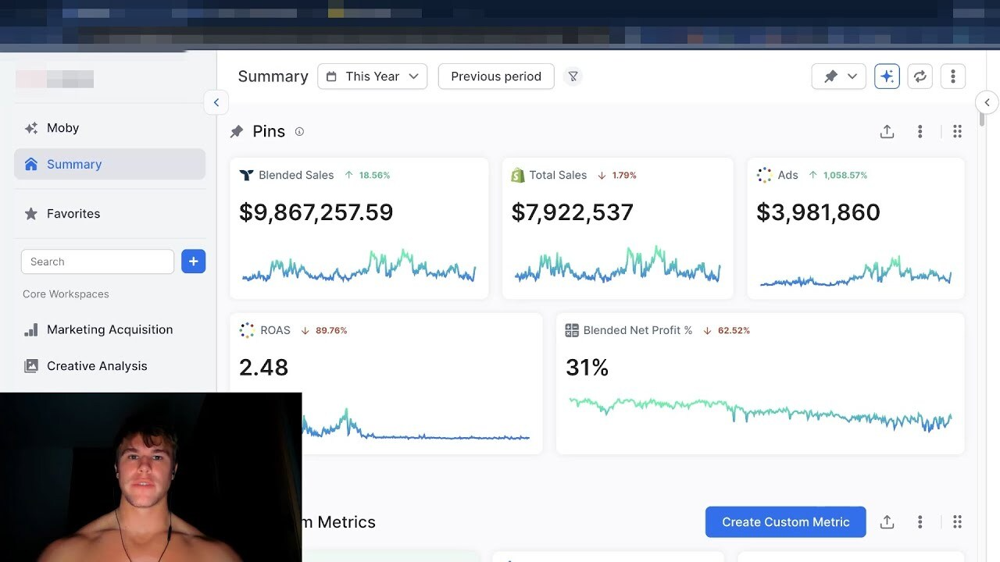 Summary
This Year
Previous period
Moby
Summary
Favorites
Search
+
Core Workspaces
Marketing Acquisition
Creative Analysis
Pins
Blended Sales ↑ 18.56%
$9,867,257.59
Total Sales ↓ 1.79%
$7,922,537
Ads ↑ 1,058.57%
$3,981,860
ROAS ↓ 89.76%
2.48
Blended Net Profit % ↓ 62.52%
31%
m Metrics
Create Custom Metric